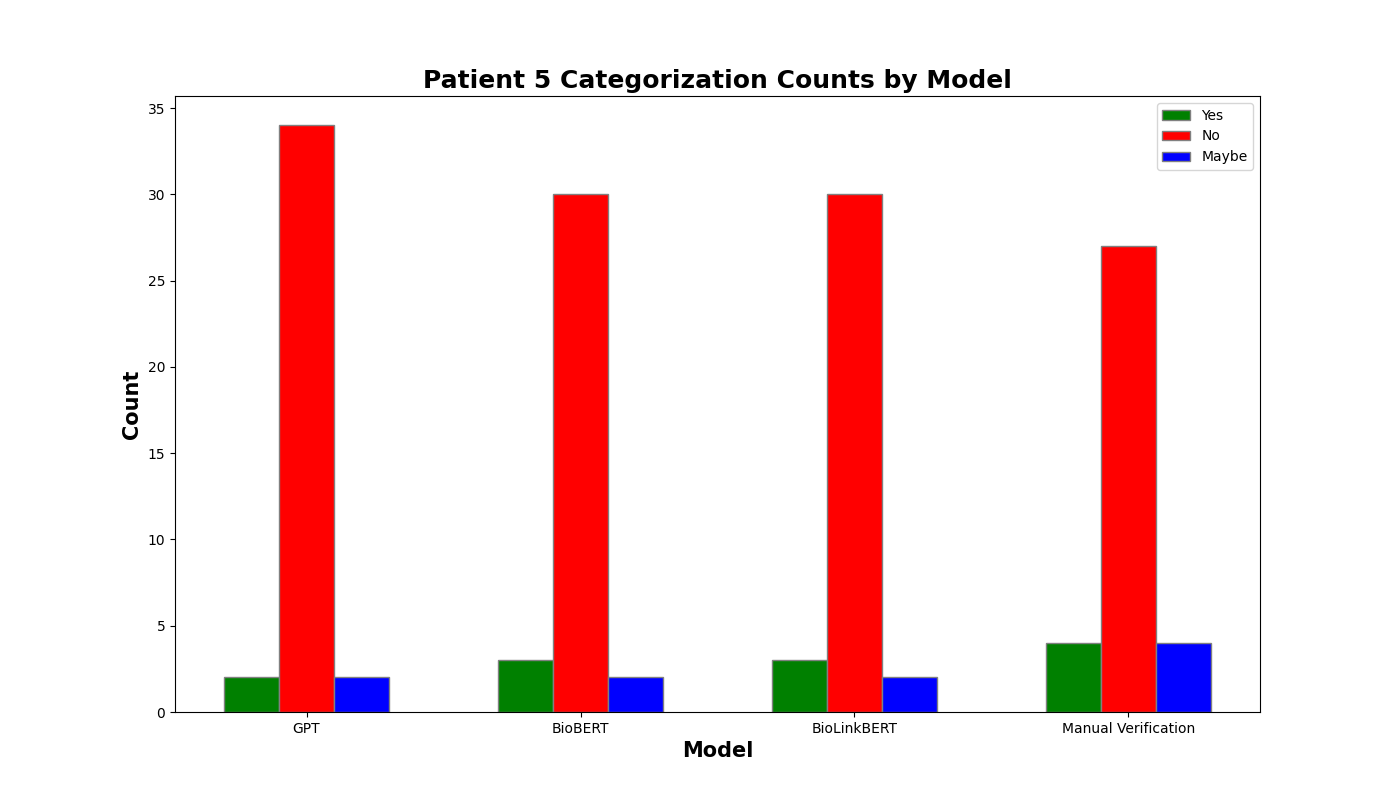 Patient 5 Categorization Counts by Model
Yes
No
Maybe
35
30
25
20
15
10
5
0
Count
GPT
BioBERT
BioLinkBERT
Manual Verification
Model